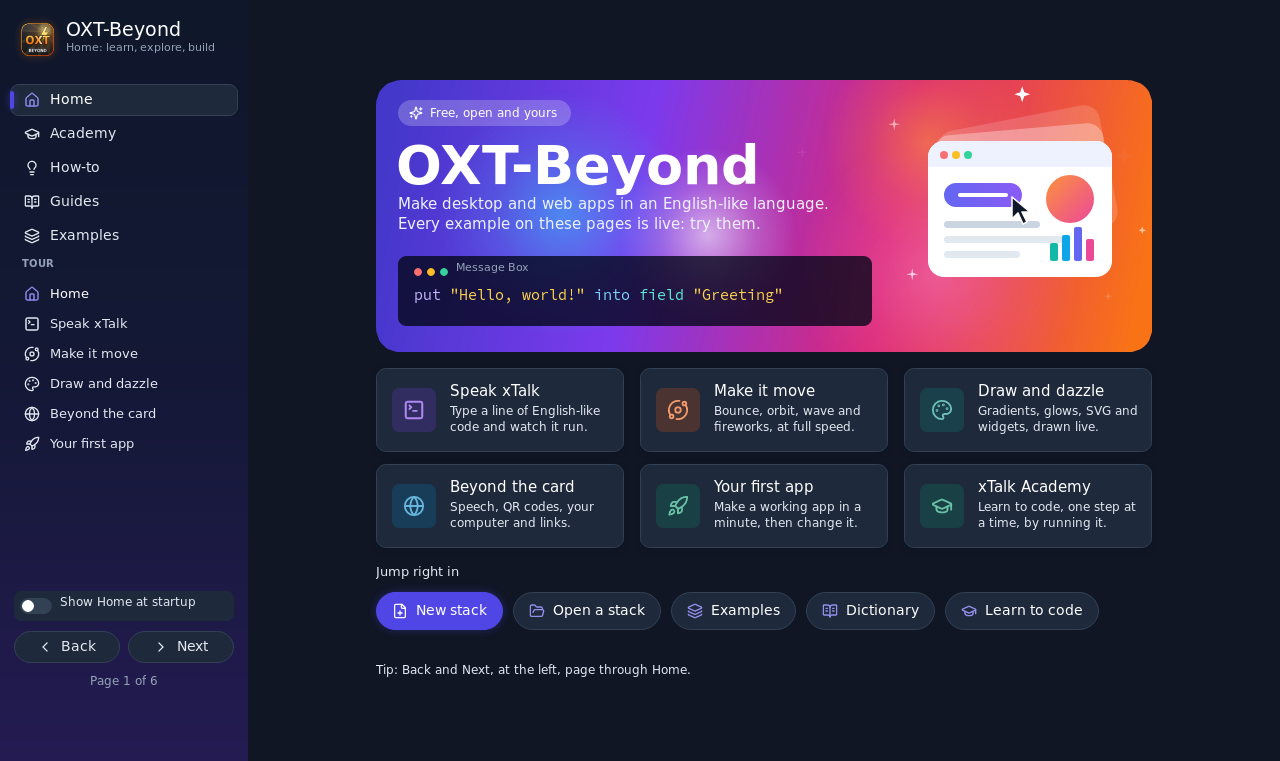 OXT
BEYOND
OXT-Beyond
Home: learn, explore, build
Home
Academy
How-to
Guides
Examples
TOUR
Home
Speak xTalk
Make it move
Draw and dazzle
Beyond the card
Your first app
Show Home at startup
Back
Next
Page 1 of 6
Free, open and yours
OXT-Beyond
Make desktop and web apps in an English-like language.
Every example on these pages is live: try them.
Message Box
put "Hello, world!" into field "Greeting"
Speak xTalk
Type a line of English-like
code and watch it run.
Make it move
Bounce, orbit, wave and
fireworks, at full speed.
Draw and dazzle
Gradients, glows, SVG and
widgets, drawn live.
Beyond the card
Speech, QR codes, your
computer and links.
Your first app
Make a working app in a
minute, then change it.
xTalk Academy
Learn to code, one step at
a time, by running it.
Jump right in
New stack
Open a stack
Examples
Dictionary
Learn to code
Tip: Back and Next, at the left, page through Home.